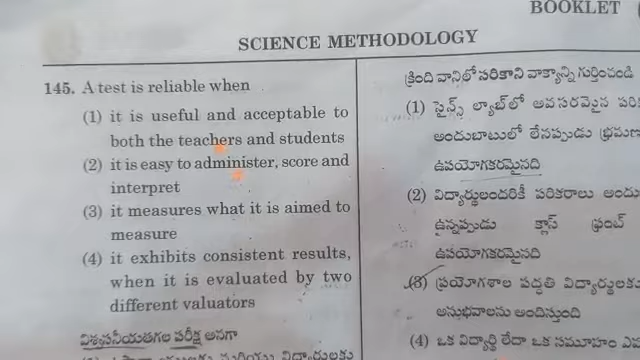 BOOKLET (
SCIENCE METHODOLOGY
145. A test is reliable when
(1) it is useful and acceptable to
both the teachers and students
(2) it is easy to administer, score and
interpret
(3) it measures what it is aimed to
measure
(4) it exhibits consistent results,
when it is evaluated by two
different valuators
విశ్వసనీయతగల పరీక్ష అనగా
క్రింది వానిలో సరికాని వాక్యాన్ని గుర్తించండి
(1) సైన్స్ ల్యాబ్‌లో అవసరమైన
అందుబాటులో లేనప్పుడు
ఉపయోగకరమైనది
(2) విద్యార్థులందరికీ పరికరాలు
ఉన్నప్పుడు క్లాస్ ఫ్రంట్
ఉపయోగకరమైనది
(3) ప్రయోగశాల పద్ధతి విద్యార్థులకు
అనుభవాలను అందిస్తుంది
(4) ఒక విద్యార్థి లేదా ఒక సమూహం